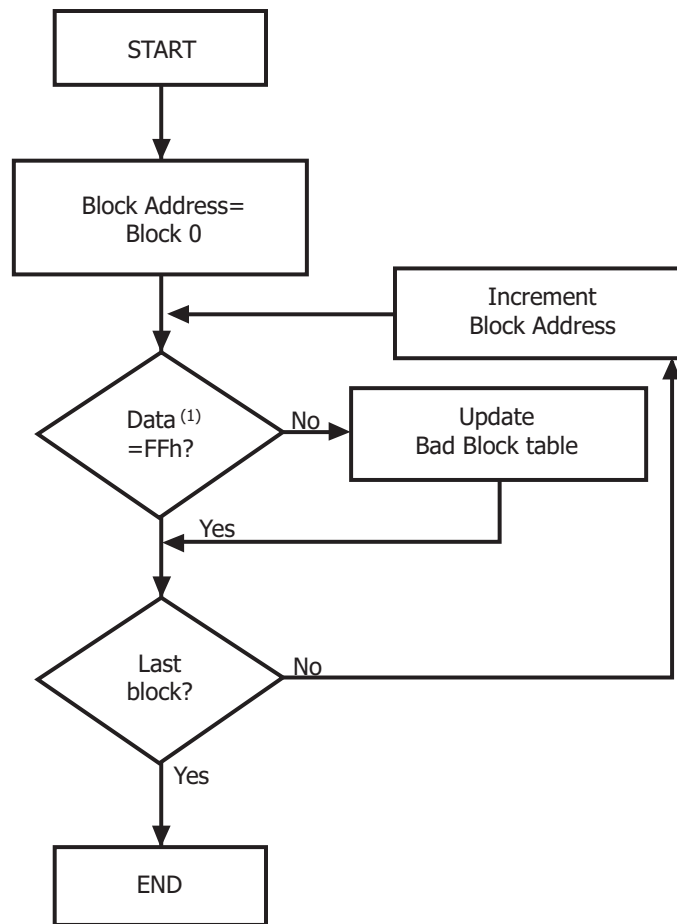 START
Block Address=
Block 0
Increment
Block Address
Data (1)
=FFh?
No
Update
Bad Block table
Yes
Last
block?
No
Yes
END